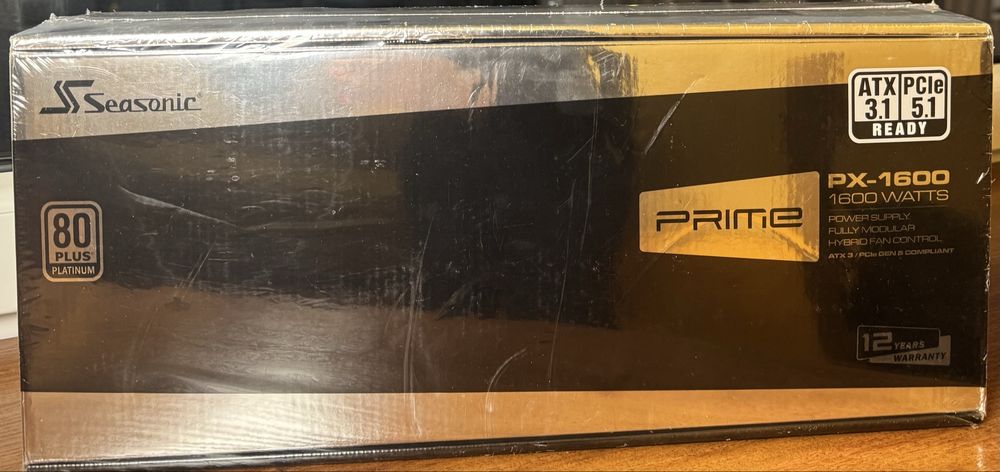 Seasonic
ATX PCIe
3.1 5.1
READY
PX-1600
1600 WATTS
PRIME
POWER SUPPLY
FULLY MODULAR
HYBRID FAN CONTROL
ATX 3 / PCIe GEN 5 COMPLIANT
80
PLUS
PLATINUM
12 YEARS
WARRANTY